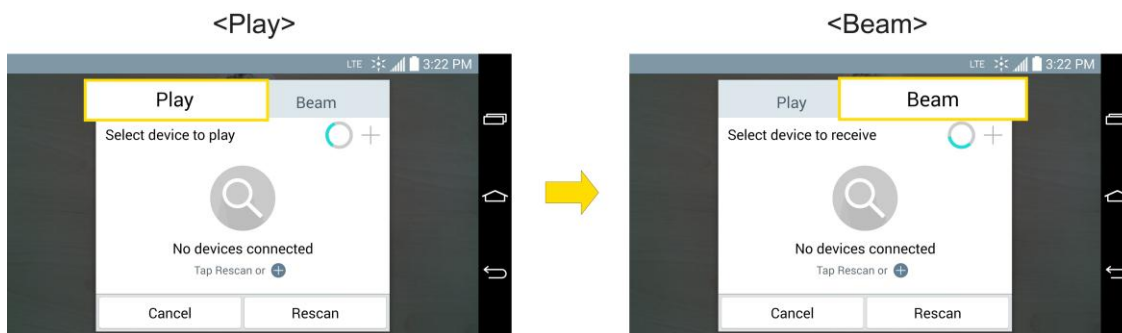 <Play>
LTE 3:22 PM
Play
Beam
Select device to play
No devices connected
Tap Rescan or
Cancel
Rescan
<Beam>
LTE 3:22 PM
Play
Beam
Select device to receive
No devices connected
Tap Rescan or
Cancel
Rescan